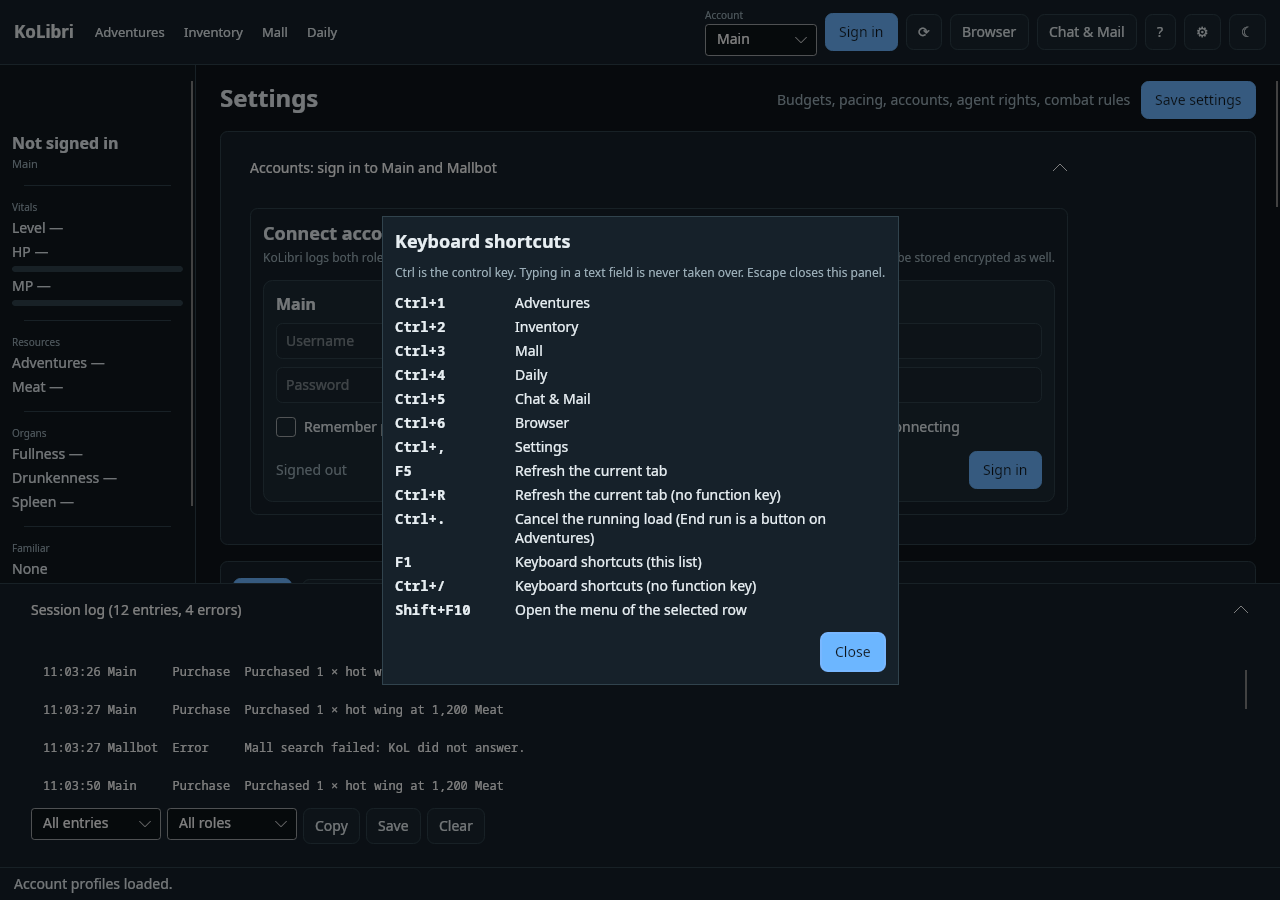 KoLibri Adventures Inventory Mall Daily
Account
Main
Sign in
⟳
Browser
Chat & Mail
?
⚙
☾
Not signed in
Main
Vitals
Level —
HP —
MP —
Resources
Adventures —
Meat —
Organs
Fullness —
Drunkenness —
Spleen —
Familiar
None
Settings
Budgets, pacing, accounts, agent rights, combat rules
Save settings
Accounts: sign in to Main and Mallbot
Connect acco
KoLibri logs both role
be stored encrypted as well.
Main
Username
Password
Remember
onnecting
Signed out
Sign in
Keyboard shortcuts
Ctrl is the control key. Typing in a text field is never taken over. Escape closes this panel.
Ctrl+1 Adventures
Ctrl+2 Inventory
Ctrl+3 Mall
Ctrl+4 Daily
Ctrl+5 Chat & Mail
Ctrl+6 Browser
Ctrl+, Settings
F5 Refresh the current tab
Ctrl+R Refresh the current tab (no function key)
Ctrl+. Cancel the running load (End run is a button on
Adventures)
F1 Keyboard shortcuts (this list)
Ctrl+/ Keyboard shortcuts (no function key)
Shift+F10 Open the menu of the selected row
Close
Session log (12 entries, 4 errors)
11:03:26 Main Purchase Purchased 1 × hot w
11:03:27 Main Purchase Purchased 1 × hot wing at 1,200 Meat
11:03:27 Mallbot Error Mall search failed: KoL did not answer.
11:03:50 Main Purchase Purchased 1 × hot wing at 1,200 Meat
All entries
All roles
Copy
Save
Clear
Account profiles loaded.